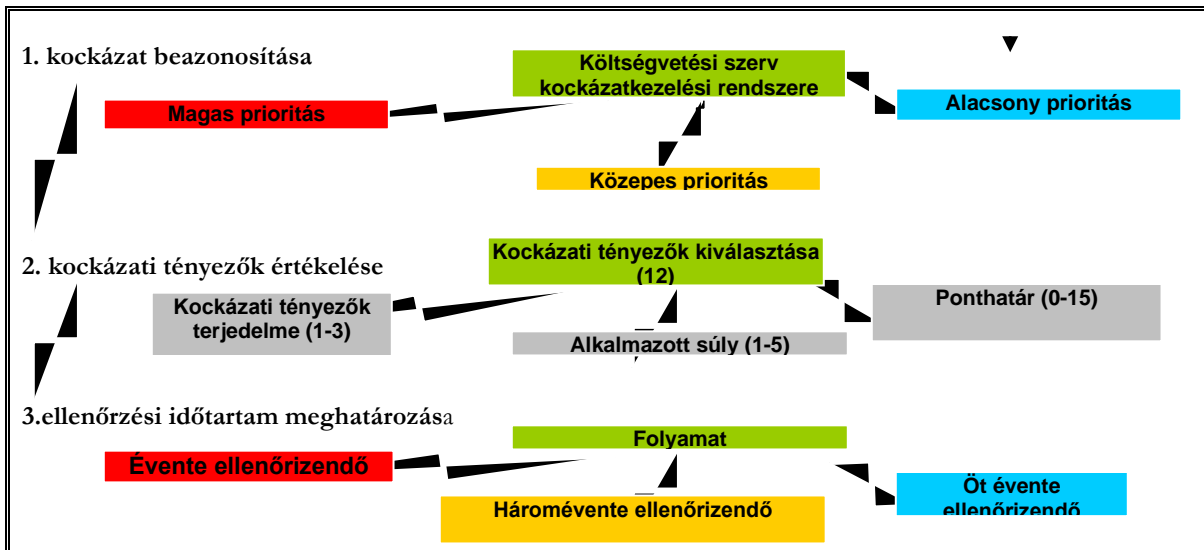 1. kockázat beazonosítása
Költségvetési szerv
kockázatkezelési rendszere
Magas prioritás
Alacsony prioritás
Közepes prioritás
2. kockázati tényezők értékelése
Kockázati tényezők kiválasztása
(12)
Kockázati tényezők
terjedelme (1-3)
Ponthatár (0-15)
Alkalmazott súly (1-5)
3.ellenőrzési időtartam meghatározása
Folyamat
Évente ellenőrizendő
Háromévente ellenőrizendő
Öt évente
ellenőrizendő